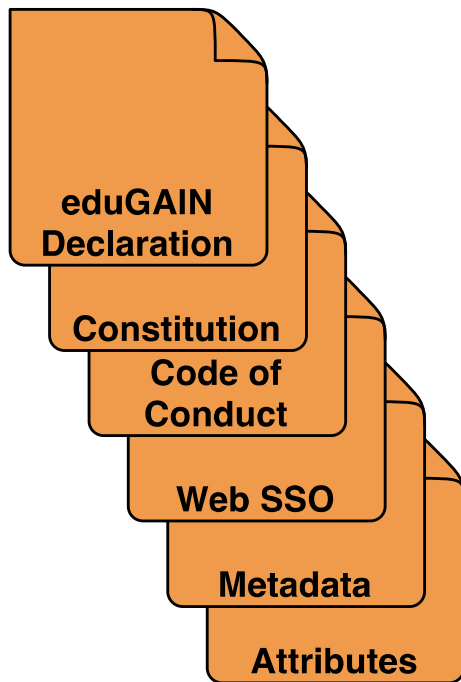 eduGAIN
Declaration
Constitution
Code of
Conduct
Web SSO
Metadata
Attributes